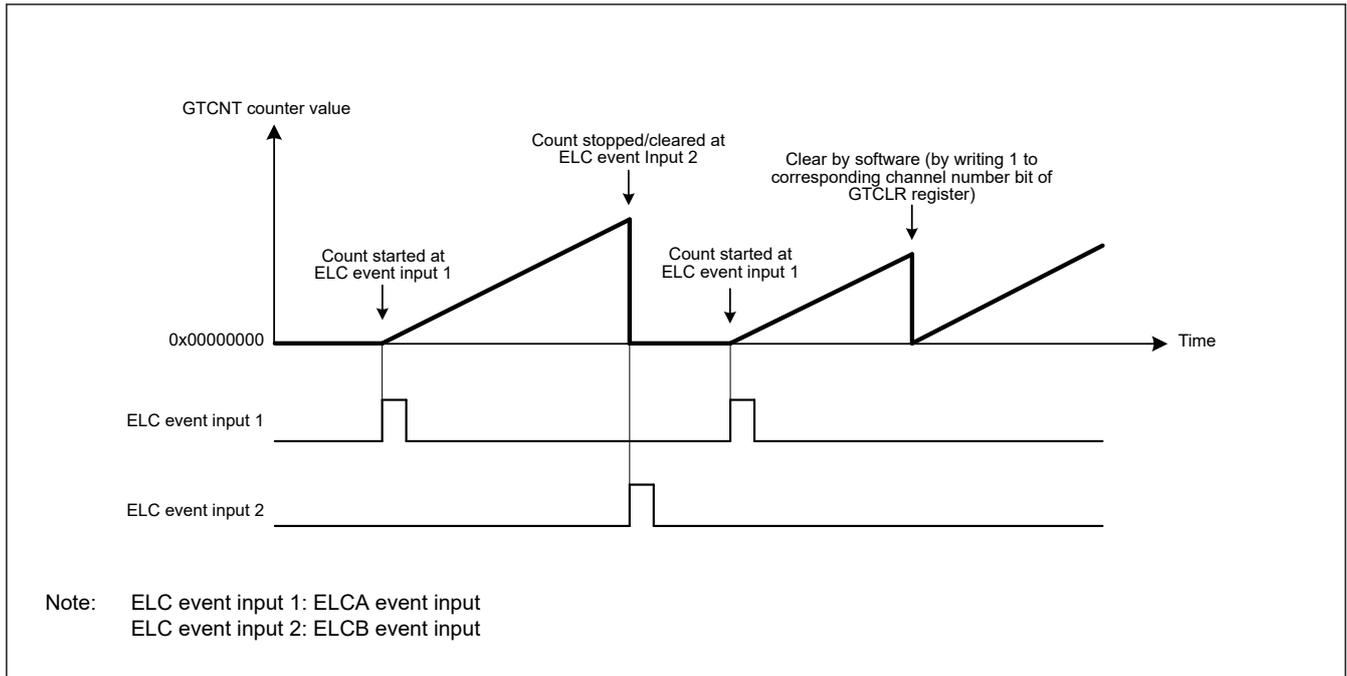 GTCNT counter value
Count stopped/cleared at
ELC event Input 2
Clear by software (by writing 1 to
corresponding channel number bit of
GTCLR register)
Count started at
ELC event input 1
Count started at
ELC event input 1
0x00000000
Time
ELC event input 1
ELC event input 2
Note: ELC event input 1: ELCA event input
ELC event input 2: ELCB event input